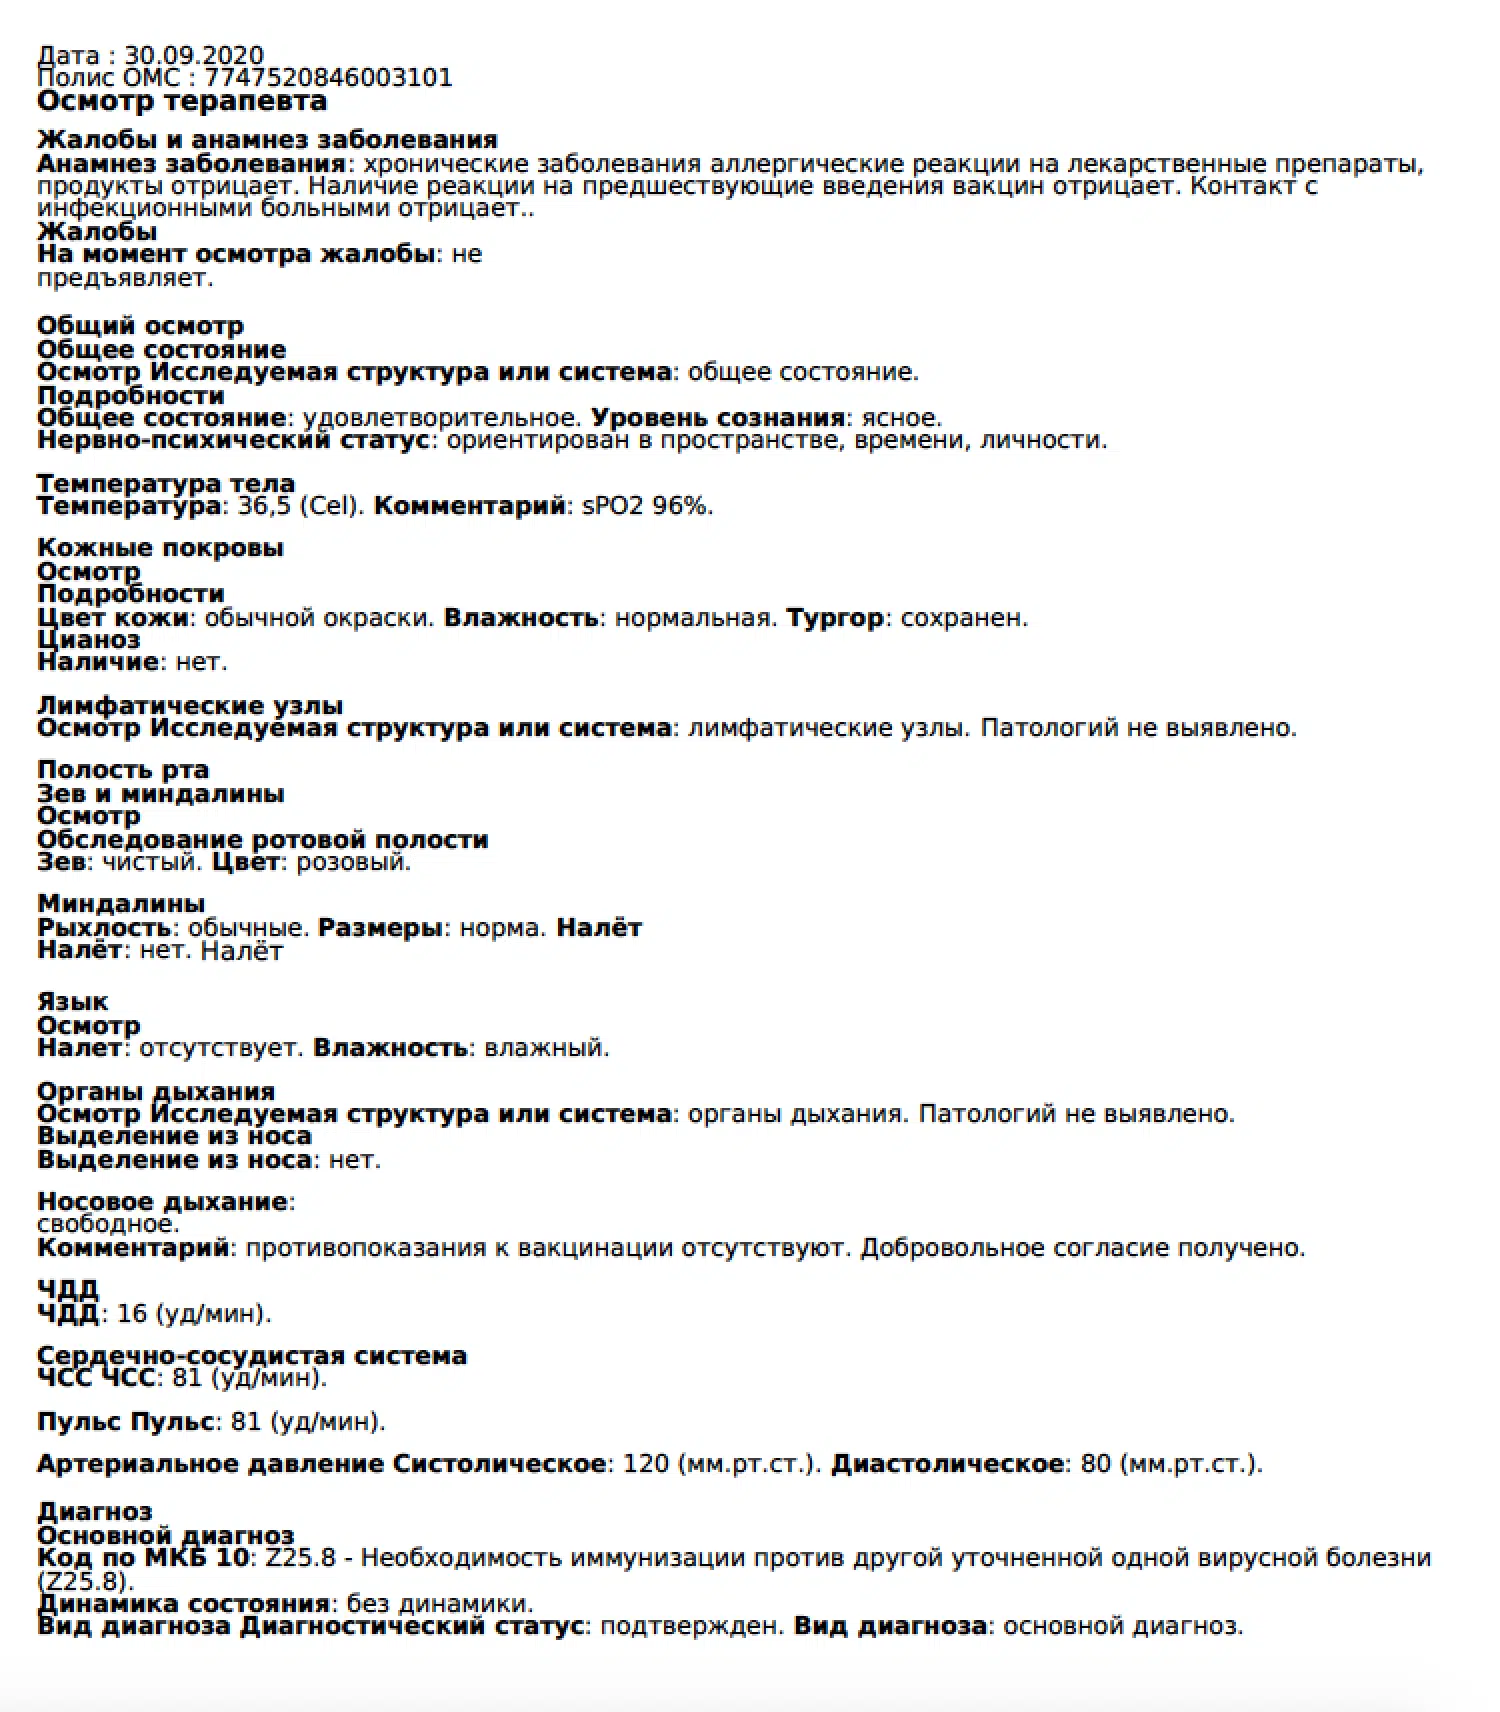 Дата : 30.09.2020
Полис ОМС : 7747520846003101
Осмотр терапевта
Жалобы и анамнез заболевания
Анамнез заболевания: хронические заболевания аллергические реакции на лекарственные препараты,
продукты отрицает. Наличие реакции на предшествующие введения вакцин отрицает. Контакт с
инфекционными больными отрицает..
Жалобы
На момент осмотра жалобы: не
предъявляет.
Общий осмотр
Общее состояние
Осмотр Исследуемая структура или система: общее состояние.
Подробности
Общее состояние: удовлетворительное. Уровень сознания: ясное.
Нервно-психический статус: ориентирован в пространстве, времени, личности.
Температура тела
Температура: 36,5 (Cel). Комментарий: sPO2 96%.
Кожные покровы
Осмотр
Подробности
Цвет кожи: обычной окраски. Влажность: нормальная. Тургор: сохранен.
Цианоз
Наличие: нет.
Лимфатические узлы
Осмотр Исследуемая структура или система: лимфатические узлы. Патологий не выявлено.
Полость рта
Зев и миндалины
Осмотр
Обследование ротовой полости
Зев: чистый. Цвет: розовый.
Миндалины
Рыхлость: обычные. Размеры: норма. Налёт
Налёт: нет. Налёт
Язык
Осмотр
Налет: отсутствует. Влажность: влажный.
Органы дыхания
Осмотр Исследуемая структура или система: органы дыхания. Патологий не выявлено.
Выделение из носа
Выделение из носа: нет.
Носовое дыхание:
свободное.
Комментарий: противопоказания к вакцинации отсутствуют. Добровольное согласие получено.
ЧДД
ЧДД: 16 (уд/мин).
Сердечно-сосудистая система
ЧСС ЧСС: 81 (уд/мин).
Пульс Пульс: 81 (уд/мин).
Артериальное давление Систолическое: 120 (мм.рт.ст.). Диастолическое: 80 (мм.рт.ст.).
Диагноз
Основной диагноз
Код по МКБ 10: Z25.8 - Необходимость иммунизации против другой уточненной одной вирусной болезни
(Z25.8).
Динамика состояния: без динамики.
Вид диагноза Диагностический статус: подтвержден. Вид диагноза: основной диагноз.